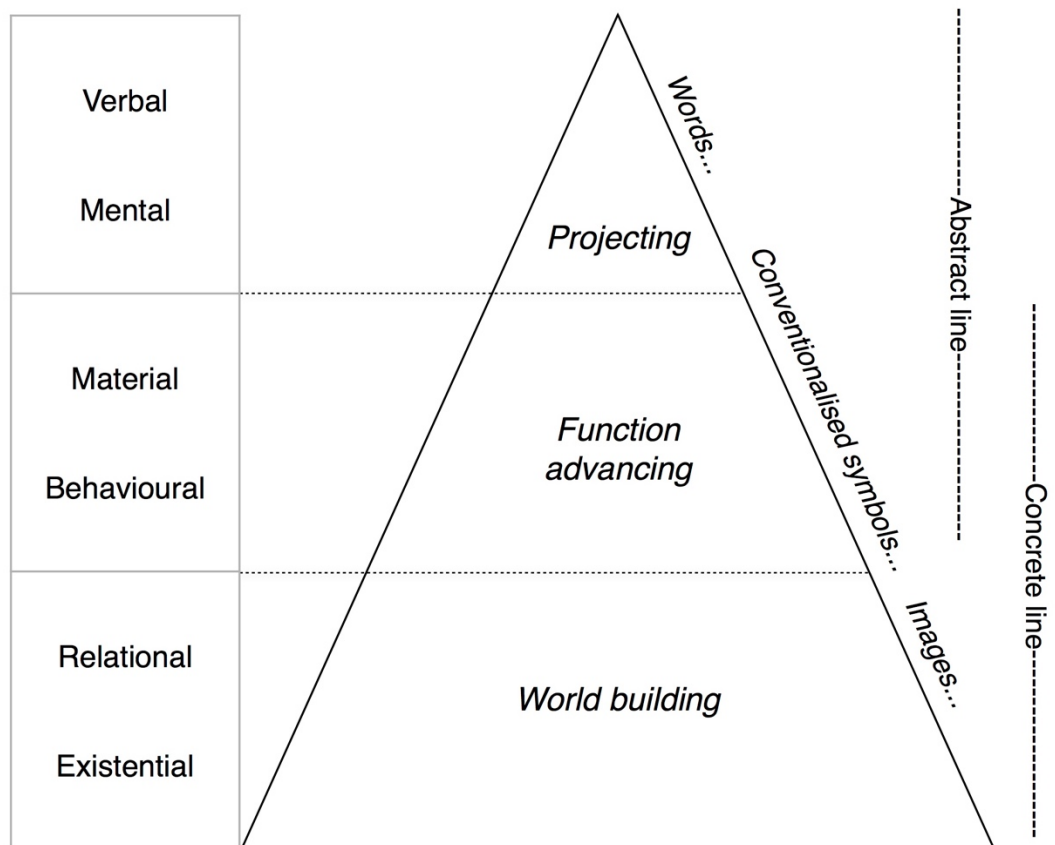 Verbal
Mental
Material
Behavioural
Relational
Existential
Projecting
Function
advancing
World building
Words...
Conventionalised symbols...
Images...
Abstract line
Concrete line